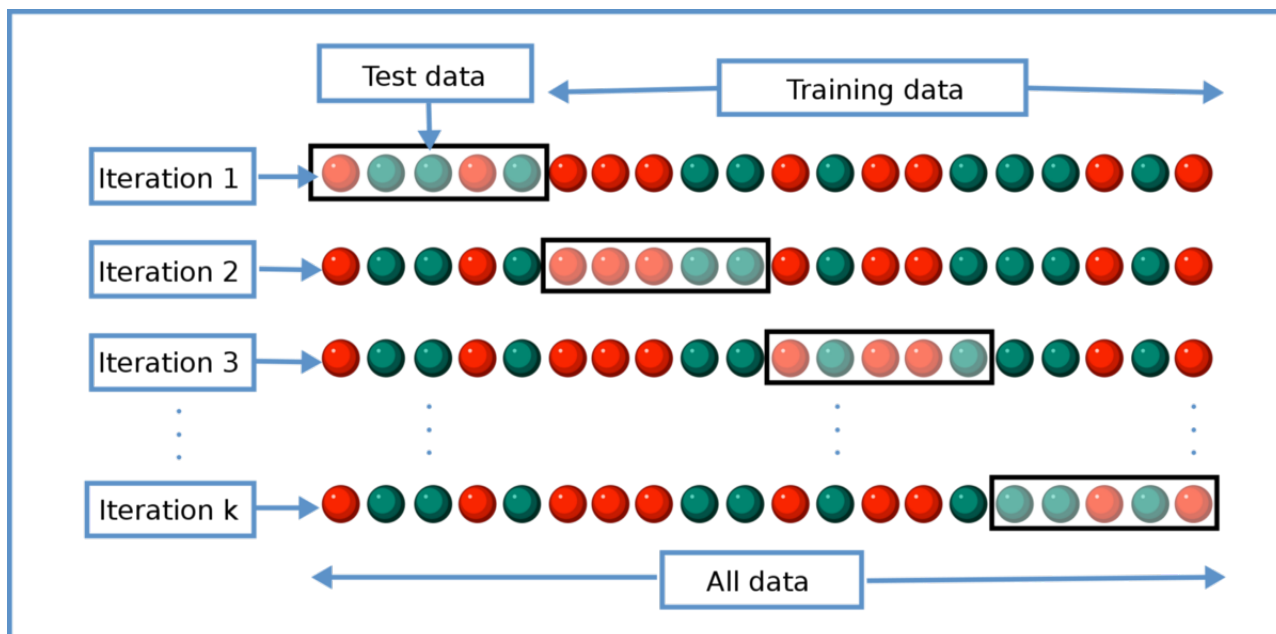 Test data
Training data
Iteration 1
Iteration 2
Iteration 3
Iteration k
All data